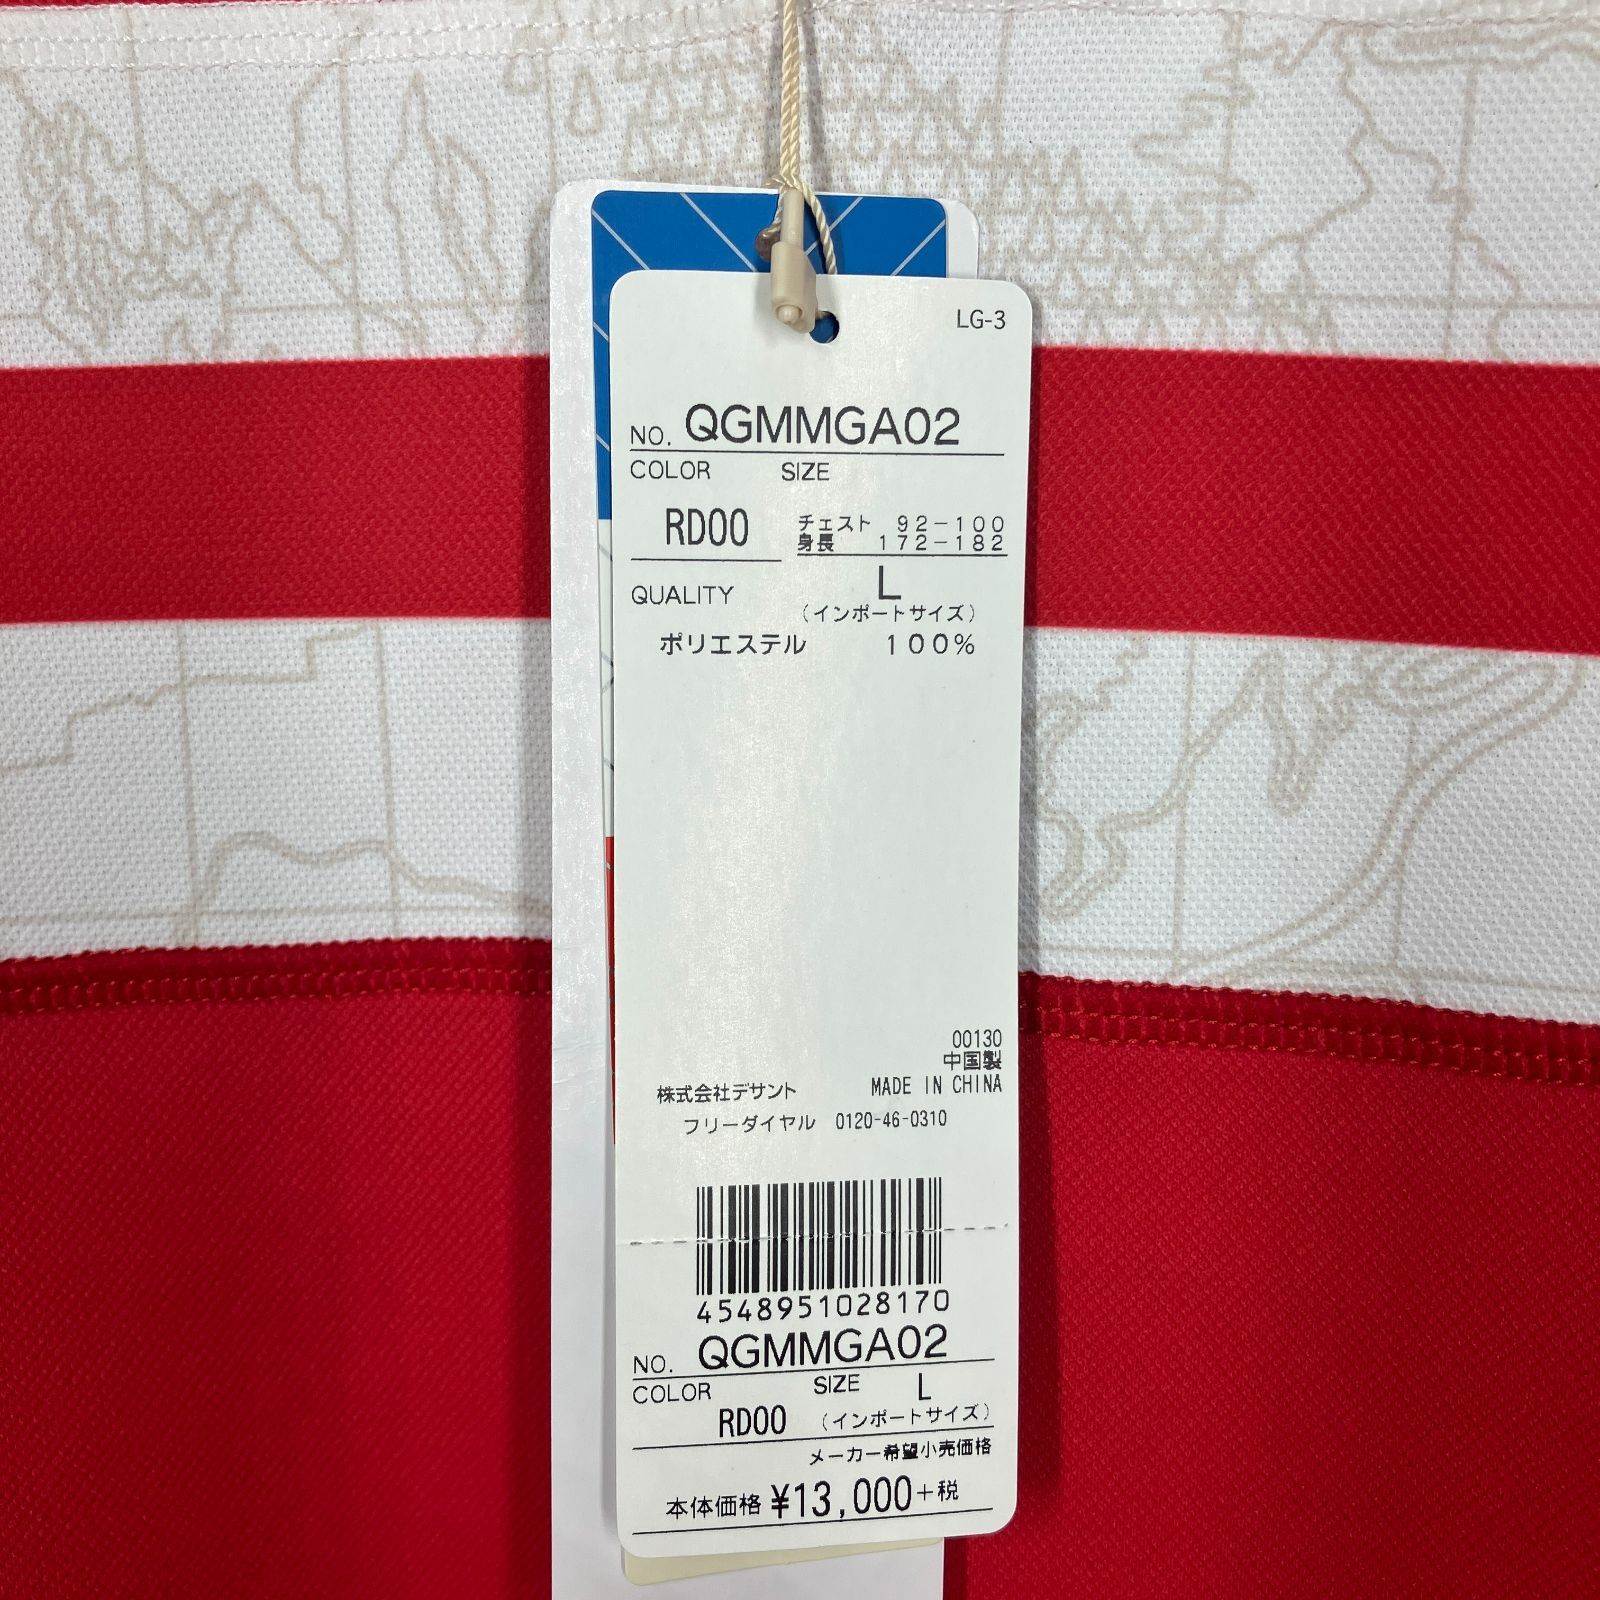 LG-3
NO. QGMMGA02
COLOR SIZE
RD00
チェスト 92-100
身長 172-182
QUALITY L
(インポートサイズ)
ポリエステル 100%
00130
中国製
株式会社デサント MADE IN CHINA
フリーダイヤル 0120-46-0310
4548951028170
NO. QGMMGA02
COLOR SIZE L
RD00 (インポートサイズ)
メーカー希望小売価格
本体価格 ¥13,000+税